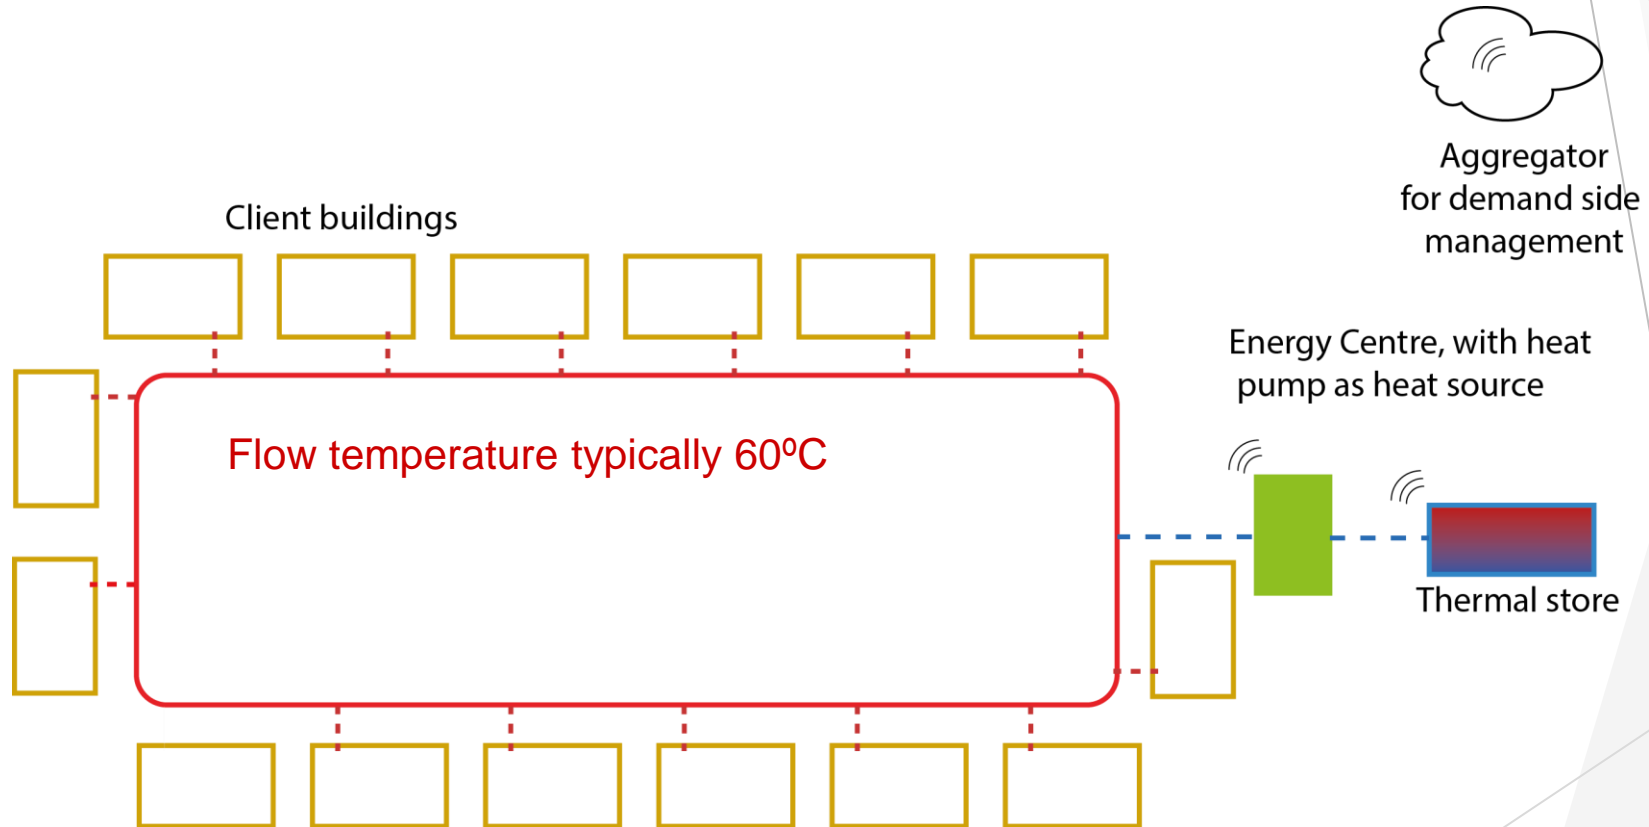 Aggregator
for demand side
management
Client buildings
Energy Centre, with heat
pump as heat source
Flow temperature typically 60ºC
Thermal store